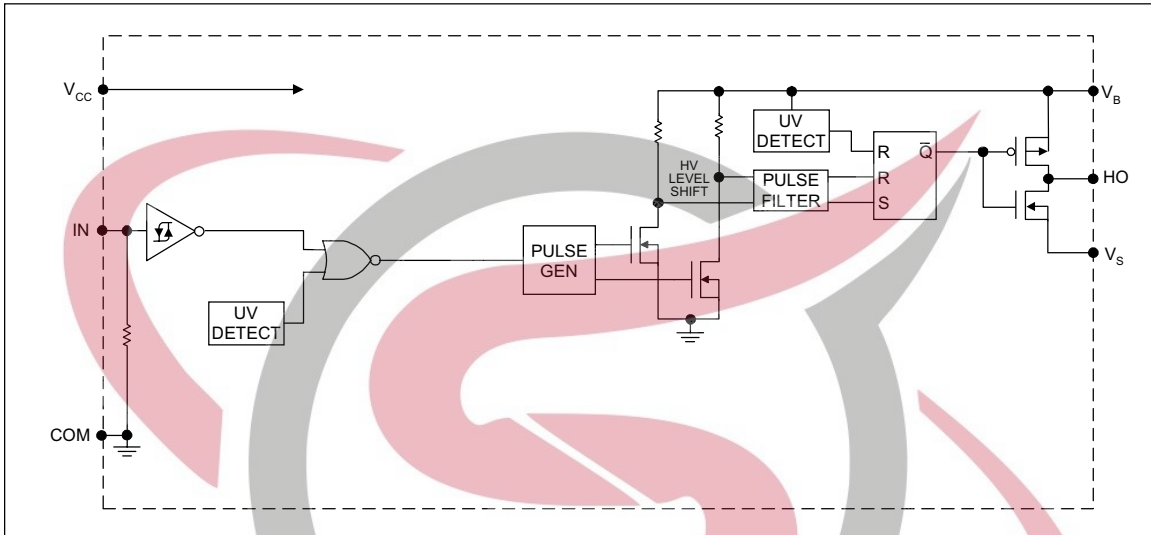 V_CC
V_B
UV
DETECT
R
Q̅
HV
LEVEL
SHIFT
PULSE
FILTER
R
S
HO
IN
PULSE
GEN
V_S
UV
DETECT
COM